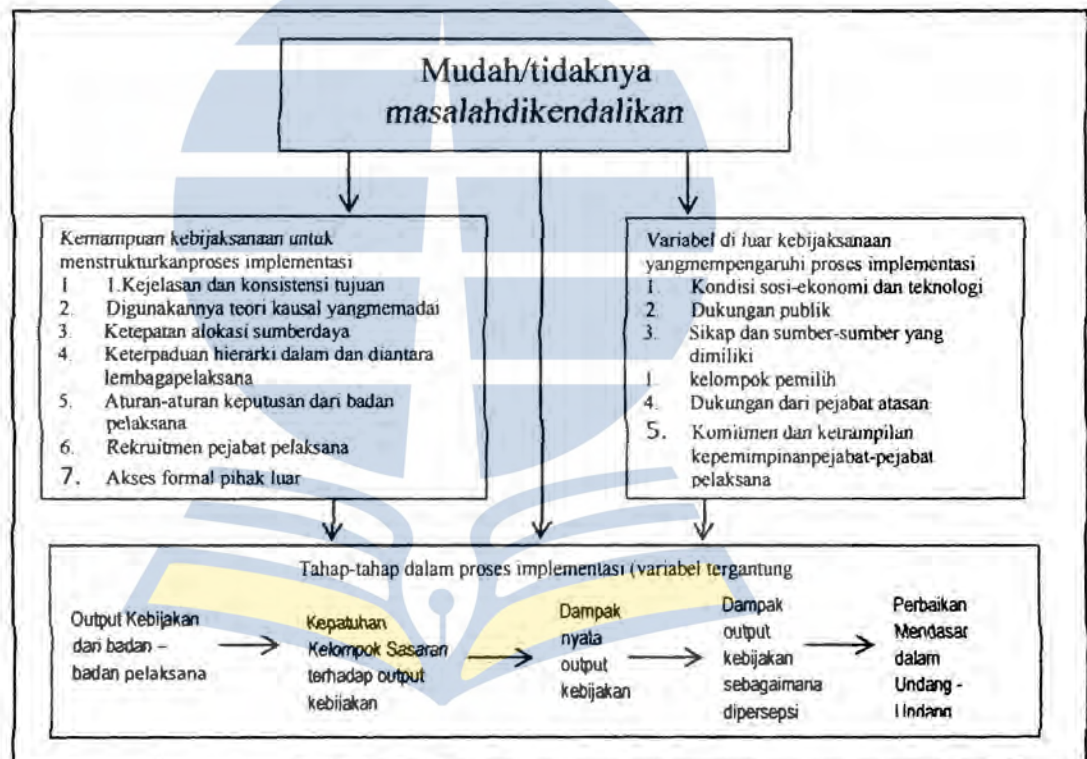 Mudah/tidaknya
masalahdikendalikan
Kemampuan kebijaksanaan untuk
menstrukturkanproses implementasi
1 1.Kejelasan dan konsistensi tujuan
2. Digunakannya teori kausal yangmemadai
3. Ketepatan alokasi sumberdaya
4. Keterpaduan hierarki dalam dan diantara
lembagapelaksana
5. Aturan-aturan keputusan dari badan
pelaksana
6. Rekruitmen pejabat pelaksana
7. Akses formal pihak luar
Variabel di luar kebijaksanaan
yangmempengaruhi proses implementasi
1. Kondisi sosi-ekonomi dan teknologi
2. Dukungan publik
3. Sikap dan sumber-sumber yang
dimiliki
1. kelompok pemilih
4. Dukungan dari pejabat atasan
5. Komitmen dan ketrampilan
kepemimpinanpejabat-pejabat
pelaksana
Tahap-tahap dalam proses implementasi (variabel tergantung
Output Kebijakan
dari badan –
badan pelaksana
Kepatuhan
Kelompok Sasaran
terhadap output
kebijakan
Dampak
nyata
output
kebijakan
Dampak
output
kebijakan
sebagaimana
dipersepsi
Perbaikan
Mendasar
dalam
Undang -
Undang